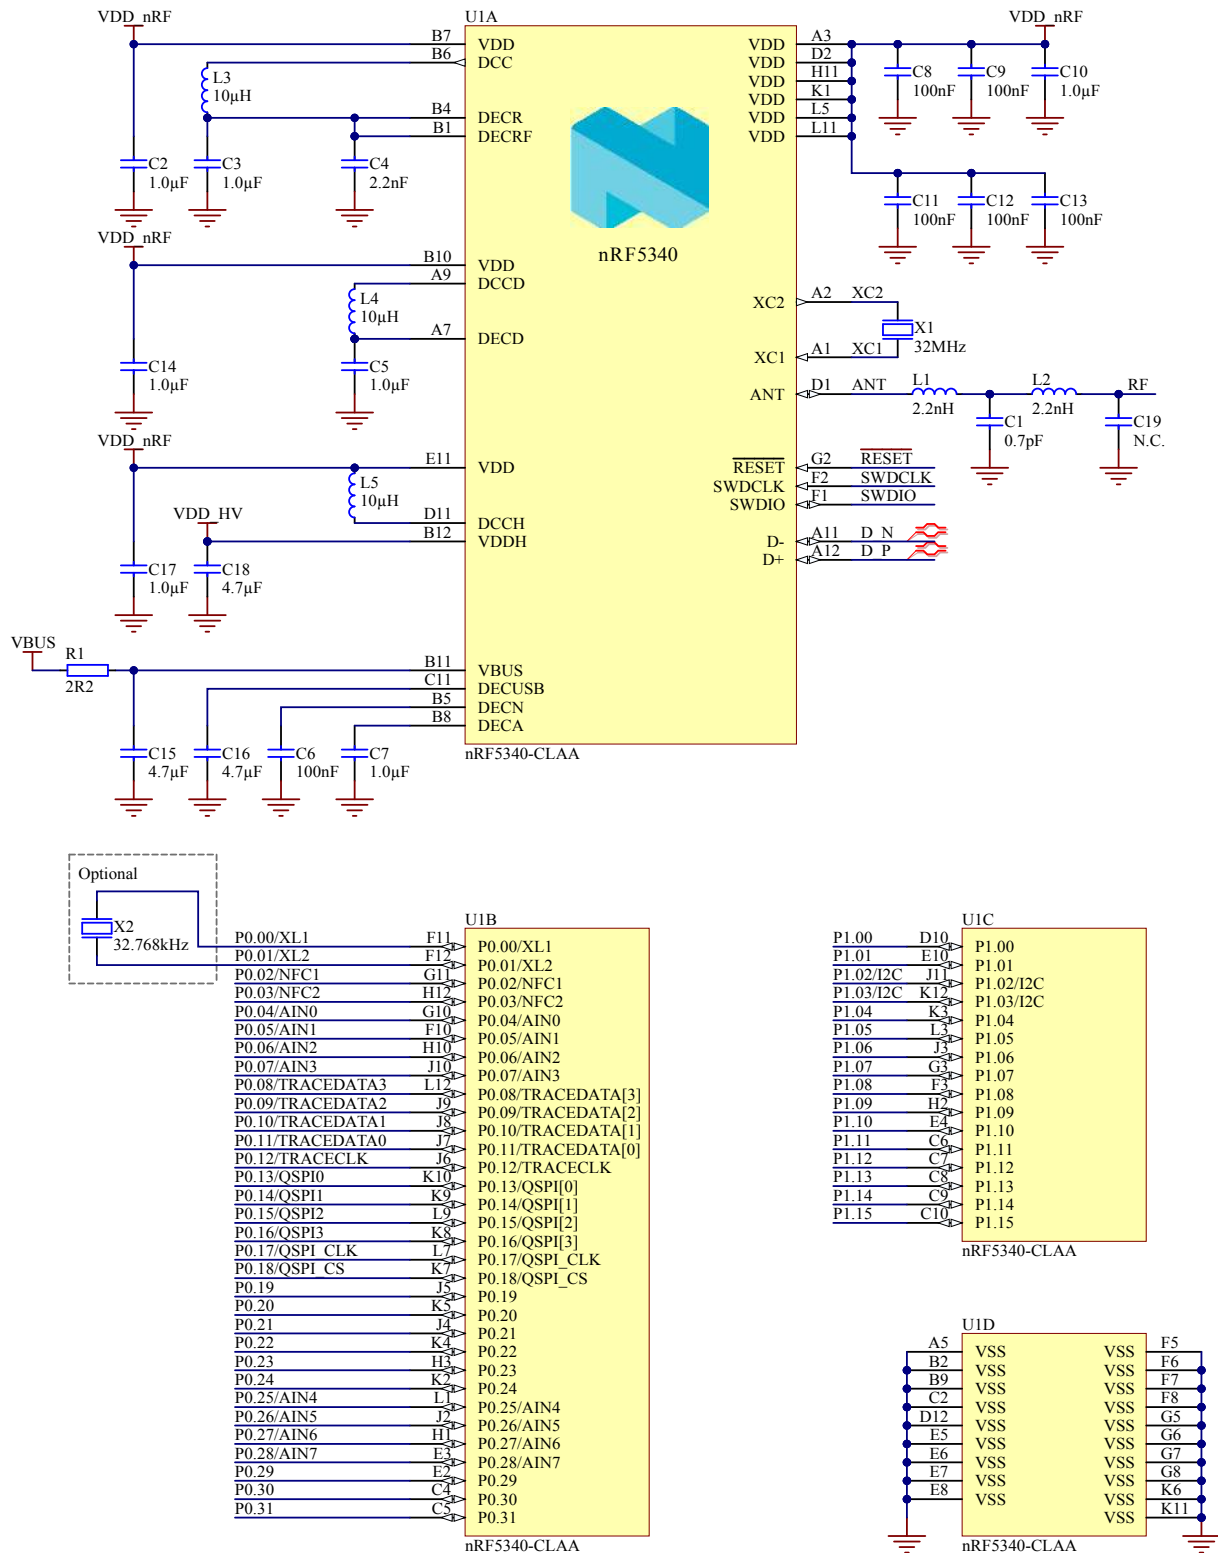 VDD_nRF
U1A
VDD_nRF
B7 VDD
B6 DCC
L3
10µH
B4 DECR
B1 DECRF
C2
1.0µF
C3
1.0µF
C4
2.2nF
VDD A3
VDD D2
VDD H11
VDD K1
VDD L5
VDD L11
C8
100nF
C9
100nF
C10
1.0µF
C11
100nF
C12
100nF
C13
100nF
nRF5340
VDD_nRF
B10 VDD
A9 DCCD
L4
10µH
A7 DECD
C14
1.0µF
C5
1.0µF
XC2 A2 XC2
X1
32MHz
XC1 A1 XC1
ANT D1 ANT
L1
2.2nH
L2
2.2nH
RF
C1
0.7pF
C19
N.C.
VDD_nRF
E11 VDD
L5
10µH
VDD_HV
D11 DCCH
B12 VDDH
C17
1.0µF
C18
4.7µF
RESET G2 RESET
SWDCLK F2 SWDCLK
SWDIO F1 SWDIO
D- A11 D_N
D+ A12 D_P
VBUS
R1
2R2
B11 VBUS
C11 DECUSB
B5 DECN
B8 DECA
C15
4.7µF
C16
4.7µF
C6
100nF
C7
1.0µF
nRF5340-CLAA
Optional
X2
32.768kHz
U1B
P0.00/XL1 F11 P0.00/XL1
P0.01/XL2 F12 P0.01/XL2
P0.02/NFC1 G11 P0.02/NFC1
P0.03/NFC2 H12 P0.03/NFC2
P0.04/AIN0 G10 P0.04/AIN0
P0.05/AIN1 F10 P0.05/AIN1
P0.06/AIN2 H10 P0.06/AIN2
P0.07/AIN3 J10 P0.07/AIN3
P0.08/TRACEDATA3 L12 P0.08/TRACEDATA[3]
P0.09/TRACEDATA2 J9 P0.09/TRACEDATA[2]
P0.10/TRACEDATA1 J8 P0.10/TRACEDATA[1]
P0.11/TRACEDATA0 J7 P0.11/TRACEDATA[0]
P0.12/TRACECLK J6 P0.12/TRACECLK
P0.13/QSPI0 K10 P0.13/QSPI[0]
P0.14/QSPI1 K9 P0.14/QSPI[1]
P0.15/QSPI2 L9 P0.15/QSPI[2]
P0.16/QSPI3 K8 P0.16/QSPI[3]
P0.17/QSPI_CLK L7 P0.17/QSPI_CLK
P0.18/QSPI_CS K7 P0.18/QSPI_CS
P0.19 J5 P0.19
P0.20 K5 P0.20
P0.21 J4 P0.21
P0.22 K4 P0.22
P0.23 H3 P0.23
P0.24 K2 P0.24
P0.25/AIN4 L1 P0.25/AIN4
P0.26/AIN5 J2 P0.26/AIN5
P0.27/AIN6 H1 P0.27/AIN6
P0.28/AIN7 E3 P0.28/AIN7
P0.29 E2 P0.29
P0.30 C4 P0.30
P0.31 C5 P0.31
nRF5340-CLAA
U1C
P1.00 D10 P1.00
P1.01 E10 P1.01
P1.02/I2C J11 P1.02/I2C
P1.03/I2C K12 P1.03/I2C
P1.04 K3 P1.04
P1.05 L3 P1.05
P1.06 J3 P1.06
P1.07 G3 P1.07
P1.08 F3 P1.08
P1.09 H2 P1.09
P1.10 E4 P1.10
P1.11 C6 P1.11
P1.12 C7 P1.12
P1.13 C8 P1.13
P1.14 C9 P1.14
P1.15 C10 P1.15
nRF5340-CLAA
U1D
A5 VSS VSS F5
B2 VSS VSS F6
B9 VSS VSS F7
C2 VSS VSS F8
D12 VSS VSS G5
E5 VSS VSS G6
E6 VSS VSS G7
E7 VSS VSS G8
E8 VSS VSS K6
VSS K11
nRF5340-CLAA